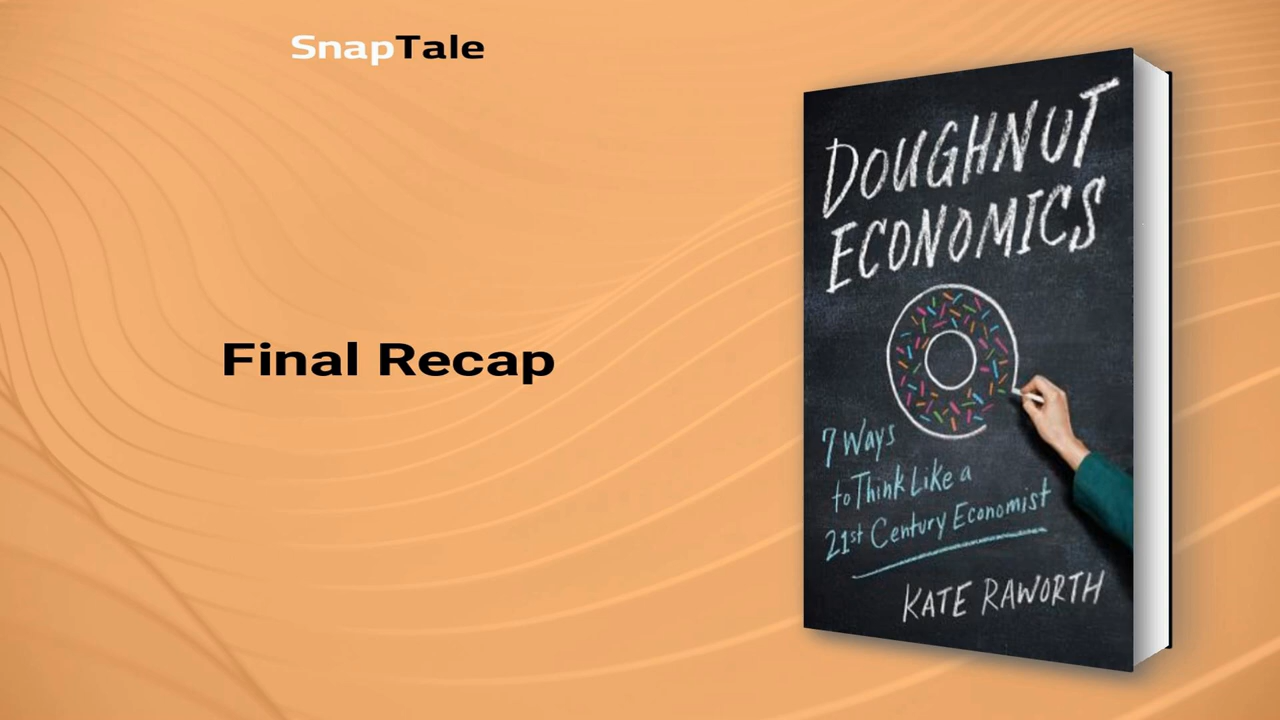 SnapTale
Final Recap
DOUGHNUT
ECONOMICS
7 Ways
to Think Like a
21st Century Economist
KATE RAWORTH